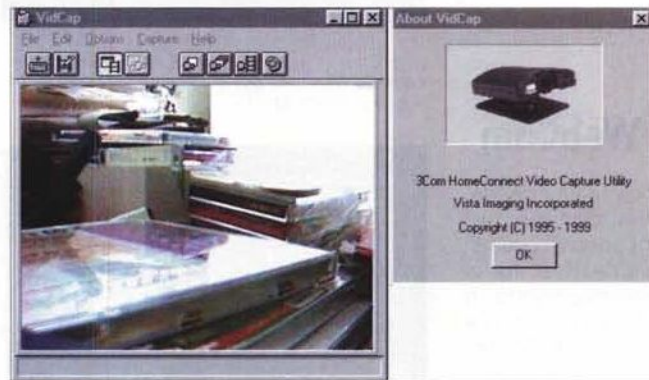 VidCap
File Edit Options Capture Help
About VidCap
3Com HomeConnect Video Capture Utility
Vista Imaging Incorporated
Copyright (C) 1995 - 1999
OK